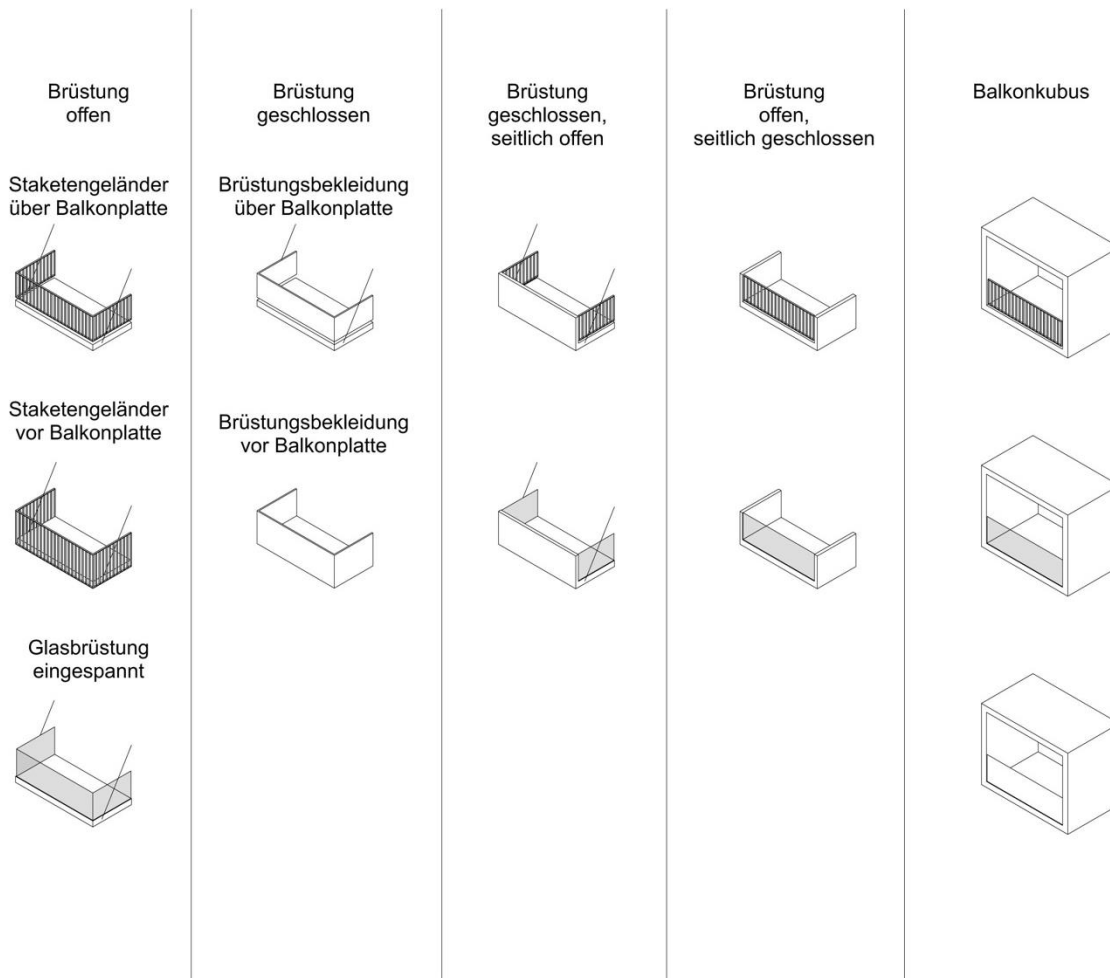 Brüstung
offen
Brüstung
geschlossen
Brüstung
geschlossen,
seitlich offen
Brüstung
offen,
seitlich geschlossen
Balkonkubus
Staketengeländer
über Balkonplatte
Brüstungsbekleidung
über Balkonplatte
Staketengeländer
vor Balkonplatte
Brüstungsbekleidung
vor Balkonplatte
Glasbrüstung
eingespannt